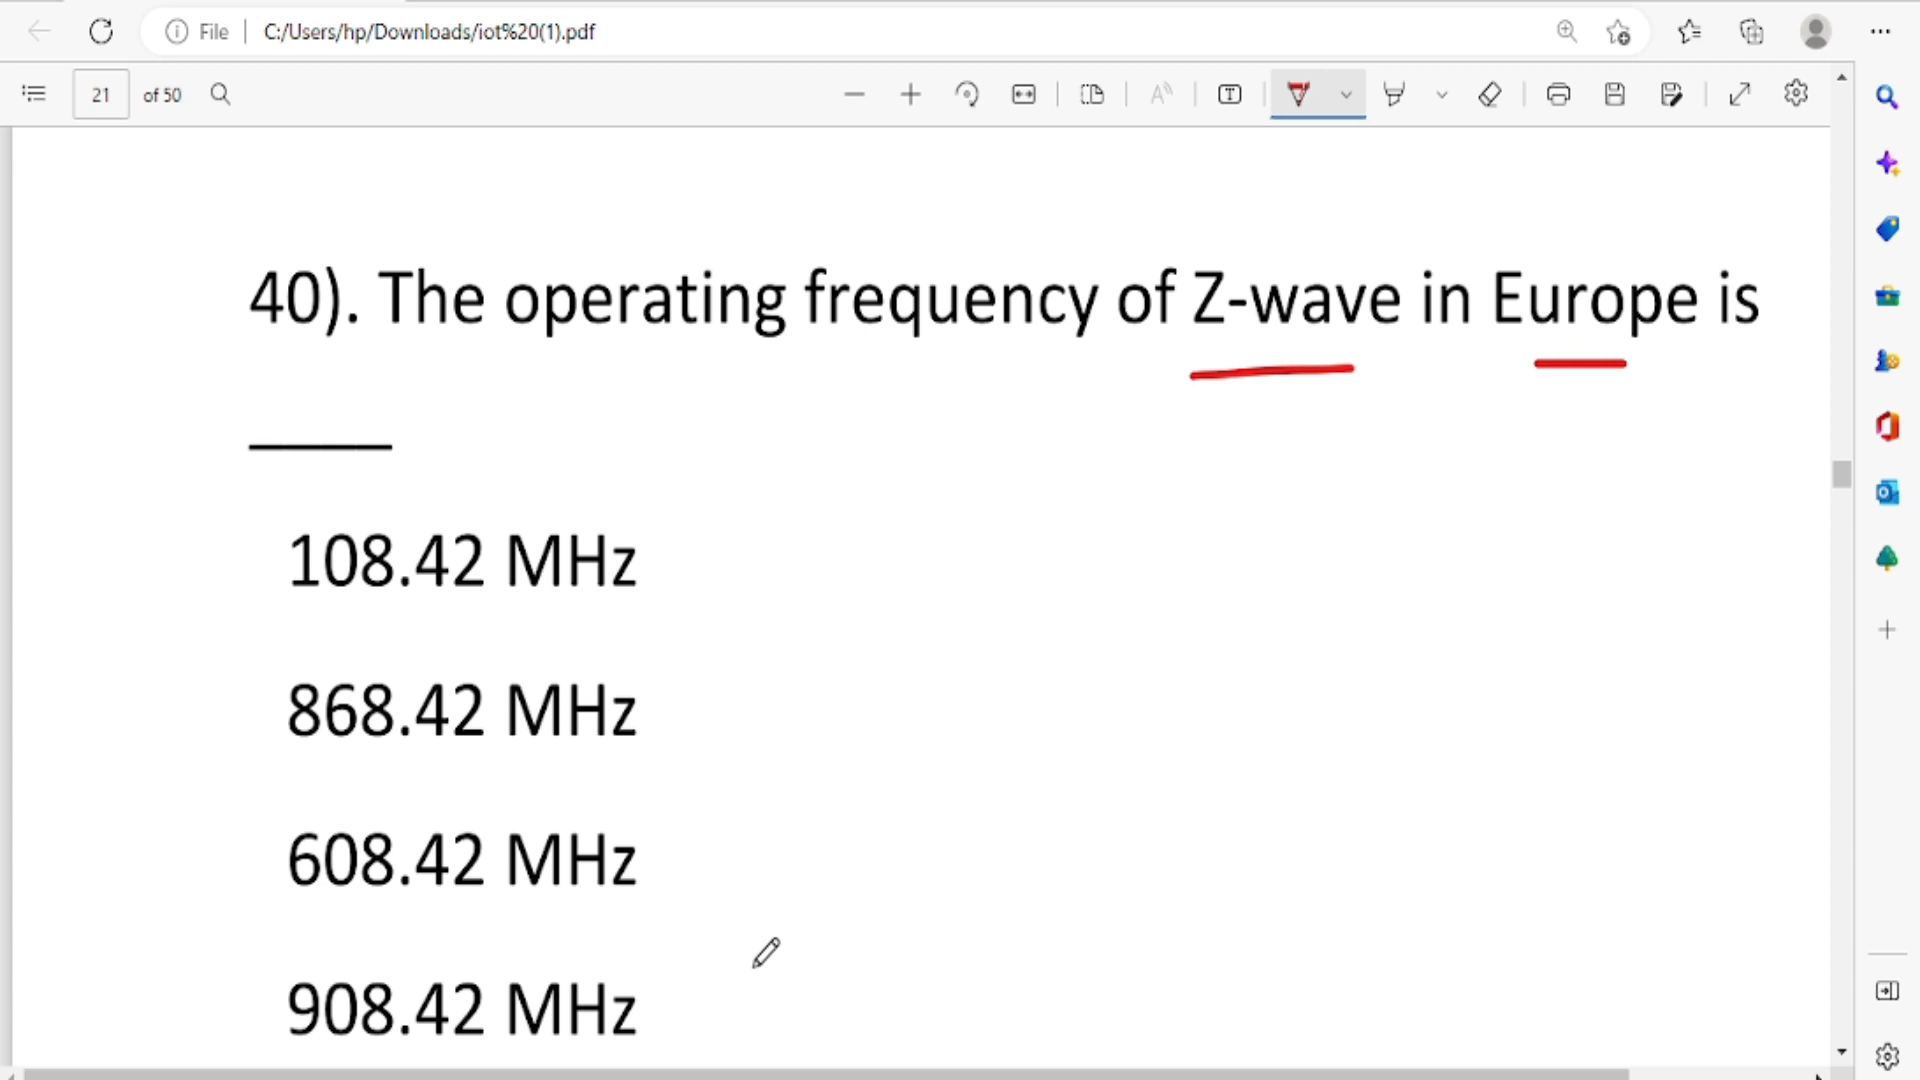 File C:/Users/hp/Downloads/iot%20(1).pdf
21 of 50
40). The operating frequency of Z-wave in Europe is
_____
108.42 MHz
868.42 MHz
608.42 MHz
908.42 MHz